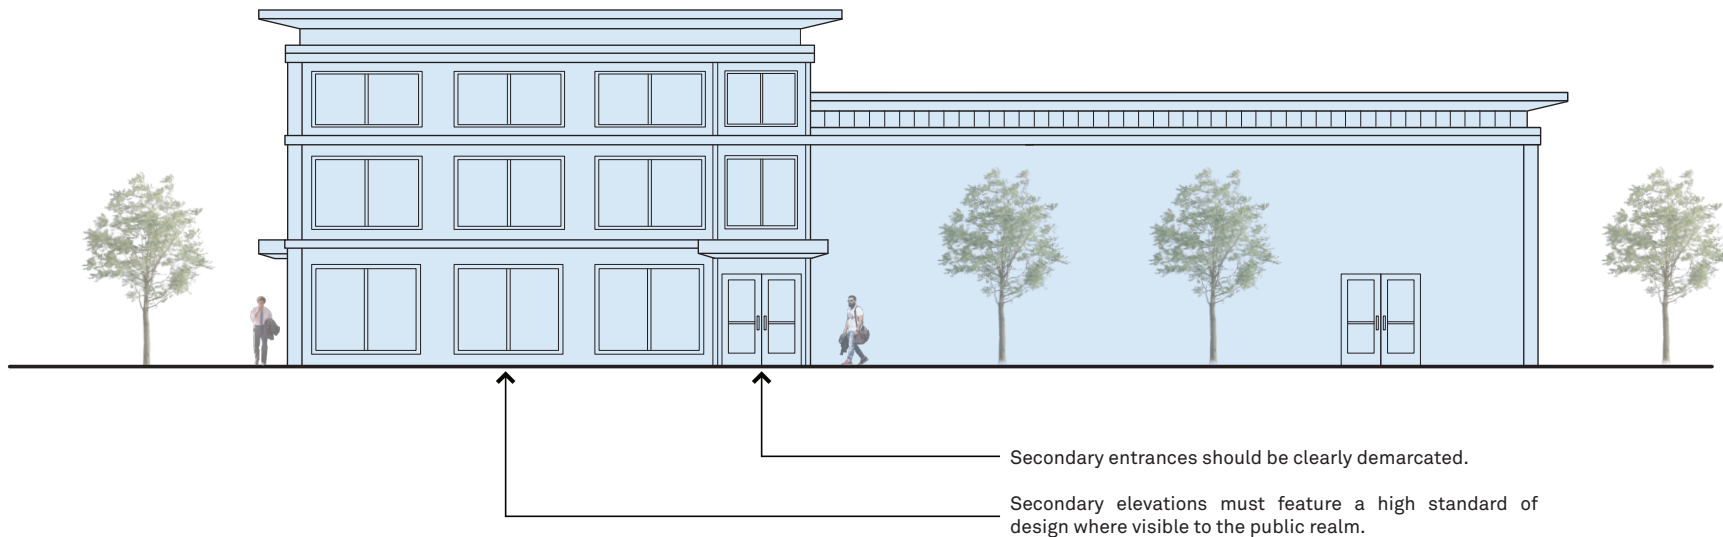 Secondary entrances should be clearly demarcated.
Secondary elevations must feature a high standard of
design where visible to the public realm.